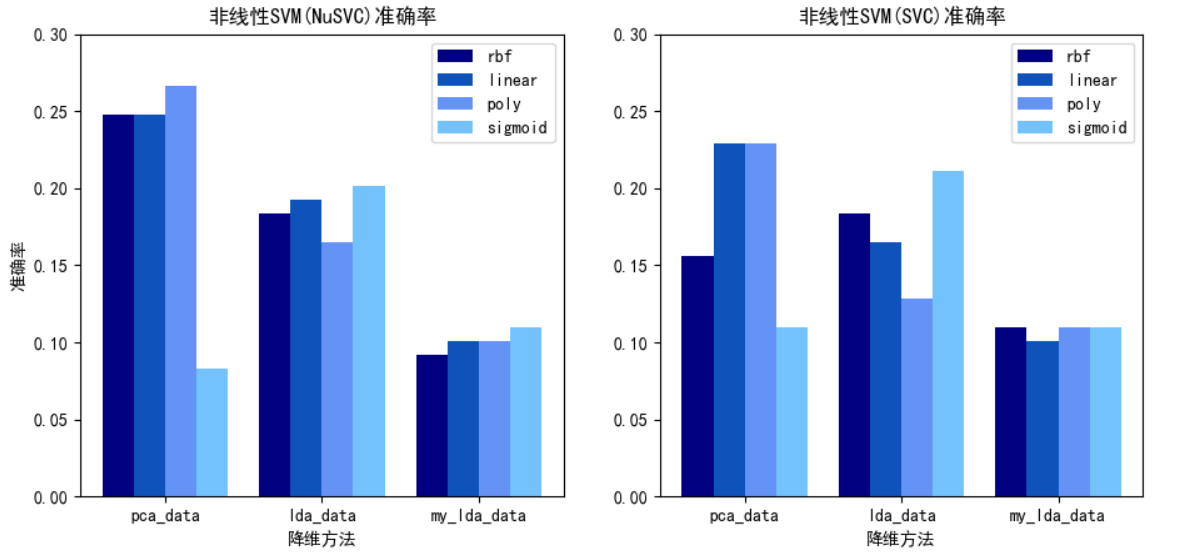 非线性SVM(NuSVC)准确率
0.30
0.25
0.20
0.15
0.10
0.05
0.00
准确率
rbf
linear
poly
sigmoid
pca_data
lda_data
my_lda_data
降维方法
非线性SVM(SVC)准确率
0.30
0.25
0.20
0.15
0.10
0.05
0.00
rbf
linear
poly
sigmoid
pca_data
lda_data
my_lda_data
降维方法